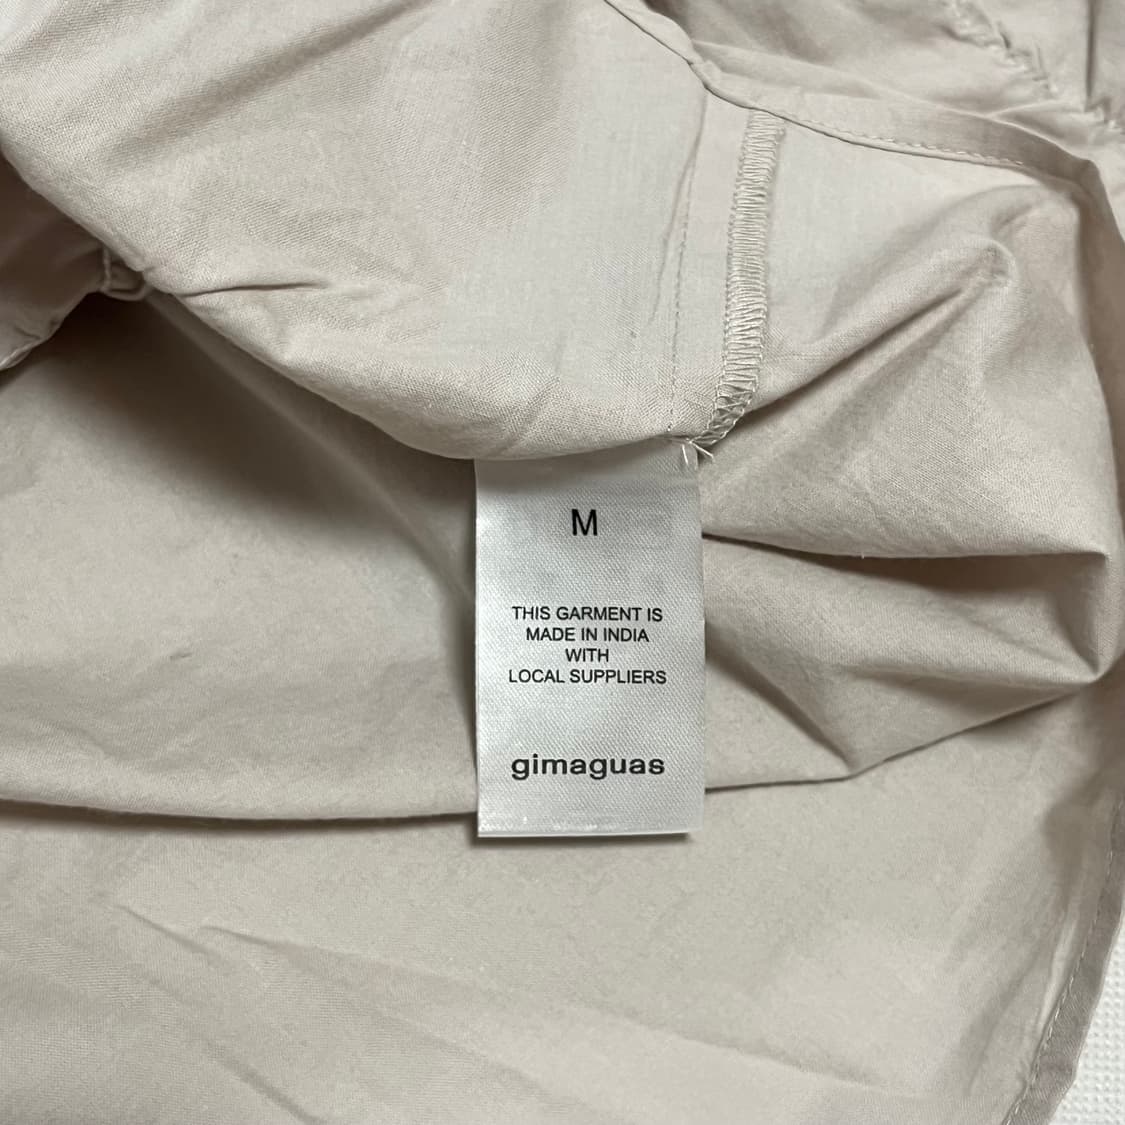 M
THIS GARMENT IS
MADE IN INDIA
WITH
LOCAL SUPPLIERS
gimaguas